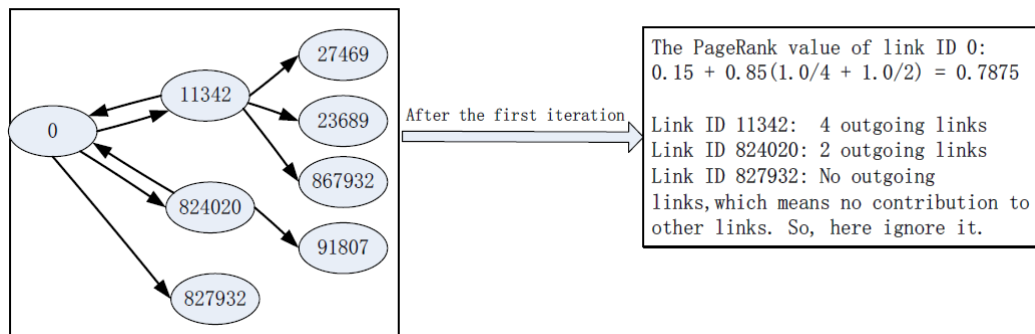 27469
11342
0
23689
867932
824020
91807
827932
After the first iteration
The PageRank value of link ID 0:
0.15 + 0.85(1.0/4 + 1.0/2) = 0.7875
Link ID 11342: 4 outgoing links
Link ID 824020: 2 outgoing links
Link ID 827932: No outgoing
links,which means no contribution to
other links. So, here ignore it.